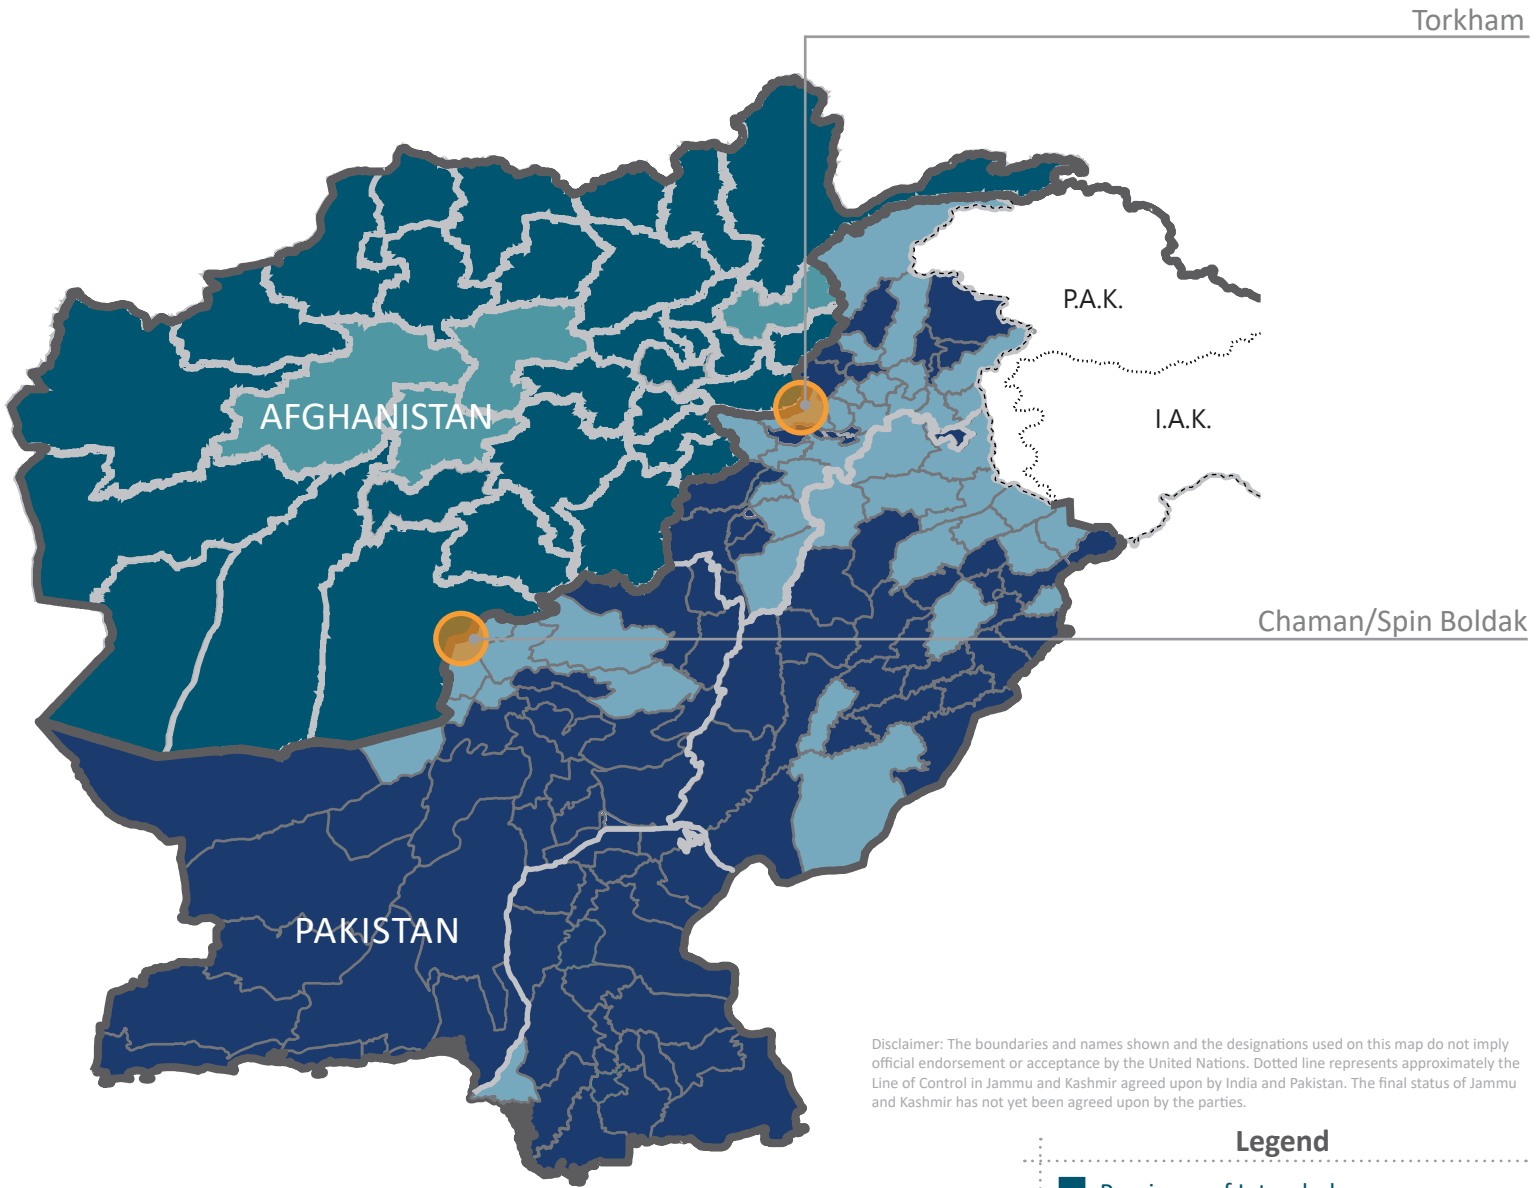 Torkham
P.A.K.
I.A.K.
AFGHANISTAN
Chaman/Spin Boldak
PAKISTAN
Disclaimer: The boundaries and names shown and the designations used on this map do not imply
official endorsement or acceptance by the United Nations. Dotted line represents approximately the
Line of Control in Jammu and Kashmir agreed upon by India and Pakistan. The final status of Jammu
and Kashmir has not yet been agreed upon by the parties.
Legend